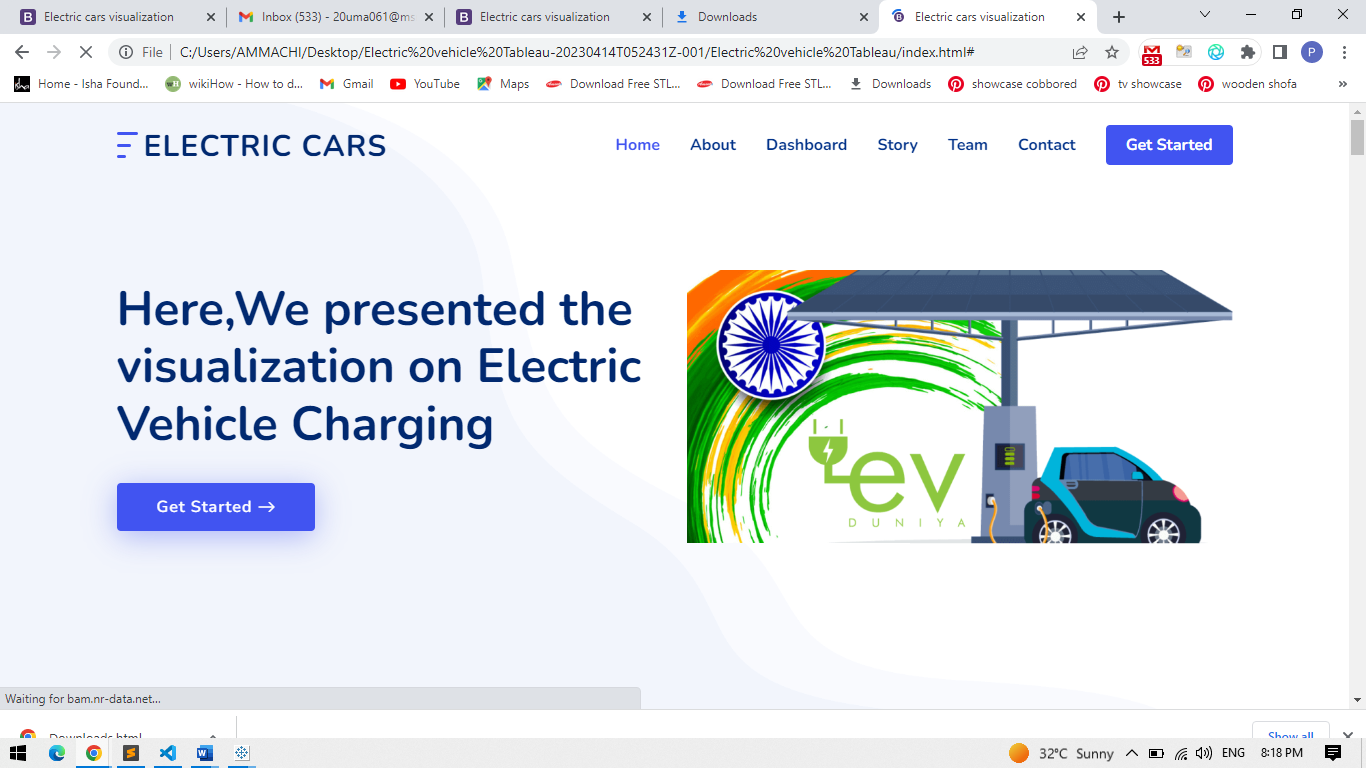 Electric cars visualization
Inbox (533) - 20uma061@ms
Electric cars visualization
Downloads
Electric cars visualization
File
C:/Users/AMMACHI/Desktop/Electric%20vehicle%20Tableau-20230414T052431Z-001/Electric%20vehicle%20Tableau/index.html#
533
P
Home - Isha Found...
wikiHow - How to d...
Gmail
YouTube
Maps
Download Free STL...
Download Free STL...
Downloads
showcase cobbored
tv showcase
wooden shofa
»
ELECTRIC CARS
Home
About
Dashboard
Story
Team
Contact
Get Started
Here,We presented the
visualization on Electric
Vehicle Charging
Get Started →
ev
DUNIYA
Waiting for bam.nr-data.net...
Downloads.html
Show all
32°C Sunny
ENG
8:18 PM